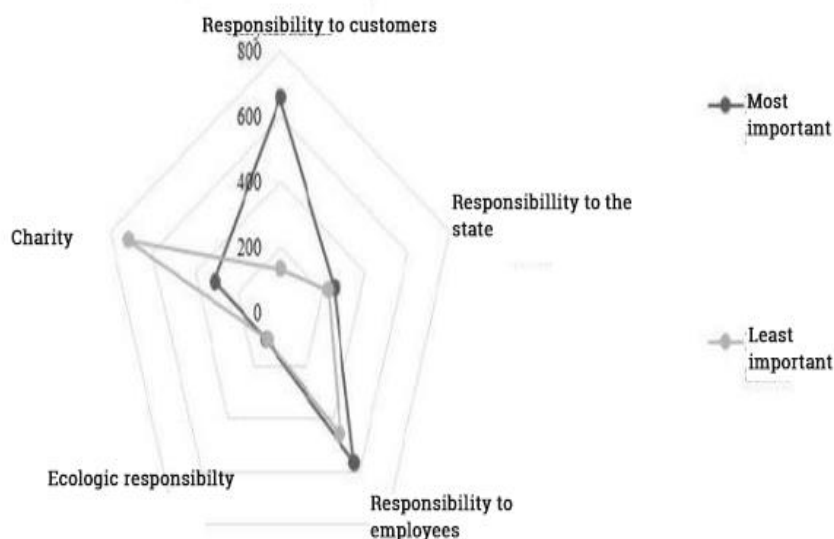 Responsibility to customers
800
600
400
200
0
Most
important
Responsibillity to the
state
Charity
Least
important
Ecologic responsibilty
Responsibility to
employees